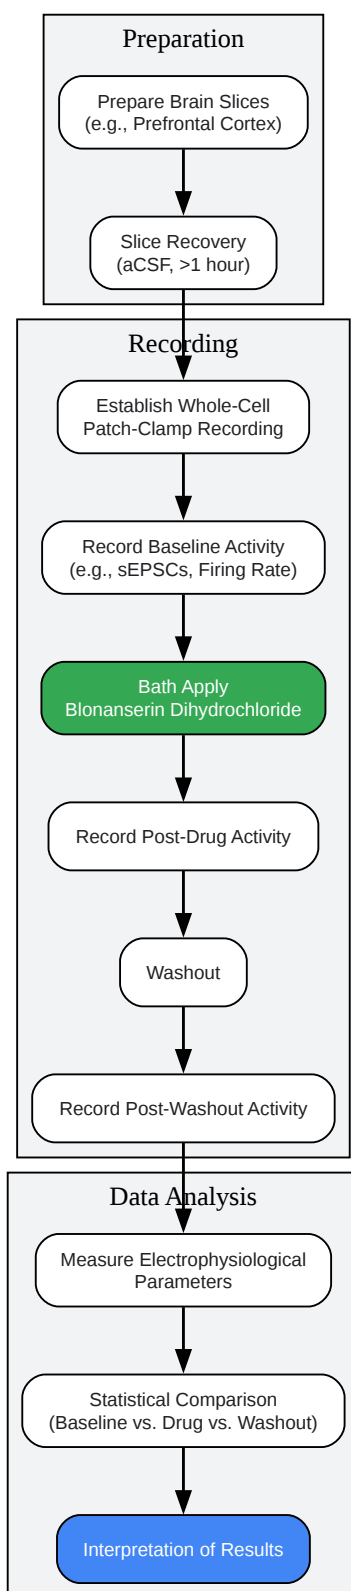 Preparation
Prepare Brain Slices
(e.g., Prefrontal Cortex)
Slice Recovery
(aCSF, >1 hour)
Recording
Establish Whole-Cell
Patch-Clamp Recording
Record Baseline Activity
(e.g., sEPSCs, Firing Rate)
Bath Apply
Blonanserin Dihydrochloride
Record Post-Drug Activity
Washout
Record Post-Washout Activity
Data Analysis
Measure Electrophysiological
Parameters
Statistical Comparison
(Baseline vs. Drug vs. Washout)
Interpretation of Results